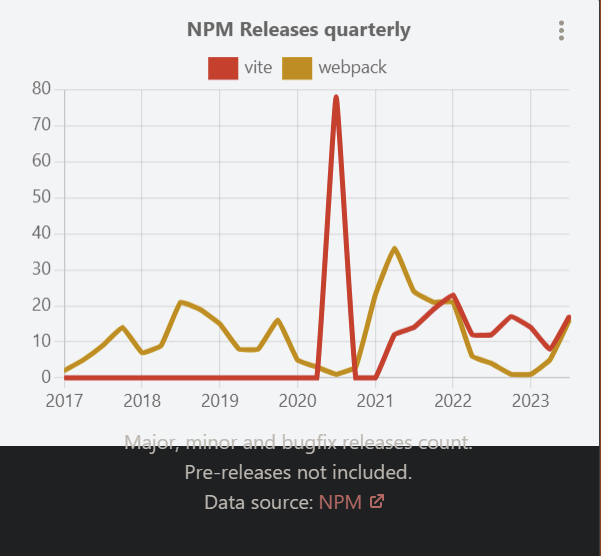 NPM Releases quarterly
vite webpack
80
70
60
50
40
30
20
10
0
2017 2018 2019 2020 2021 2022 2023
Major, minor and bugfix releases count.
Pre-releases not included.
Data source: NPM